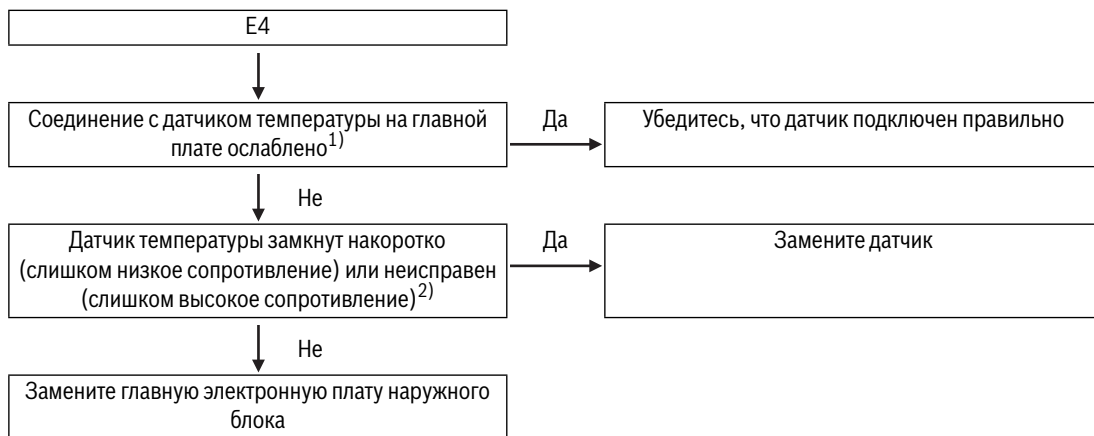 E4
Соединение с датчиком температуры на главной
плате ослаблено1)
Да
Убедитесь, что датчик подключен правильно
Не
Датчик температуры замкнут накоротко
(слишком низкое сопротивление) или неисправен
(слишком высокое сопротивление)2)
Да
Замените датчик
Не
Замените главную электронную плату наружного
блока